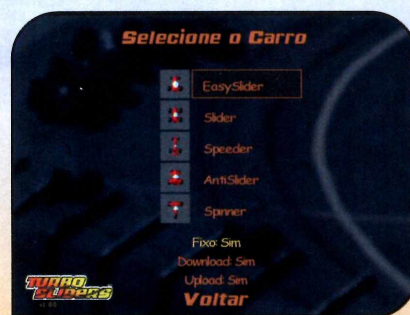 Selecione o Carro
EasySlider
Slider
Speeder
AntiSlider
Spinner
Fixo: Sim
Download: Sim
Upload: Sim
Voltar
TURBO
SLIDERS